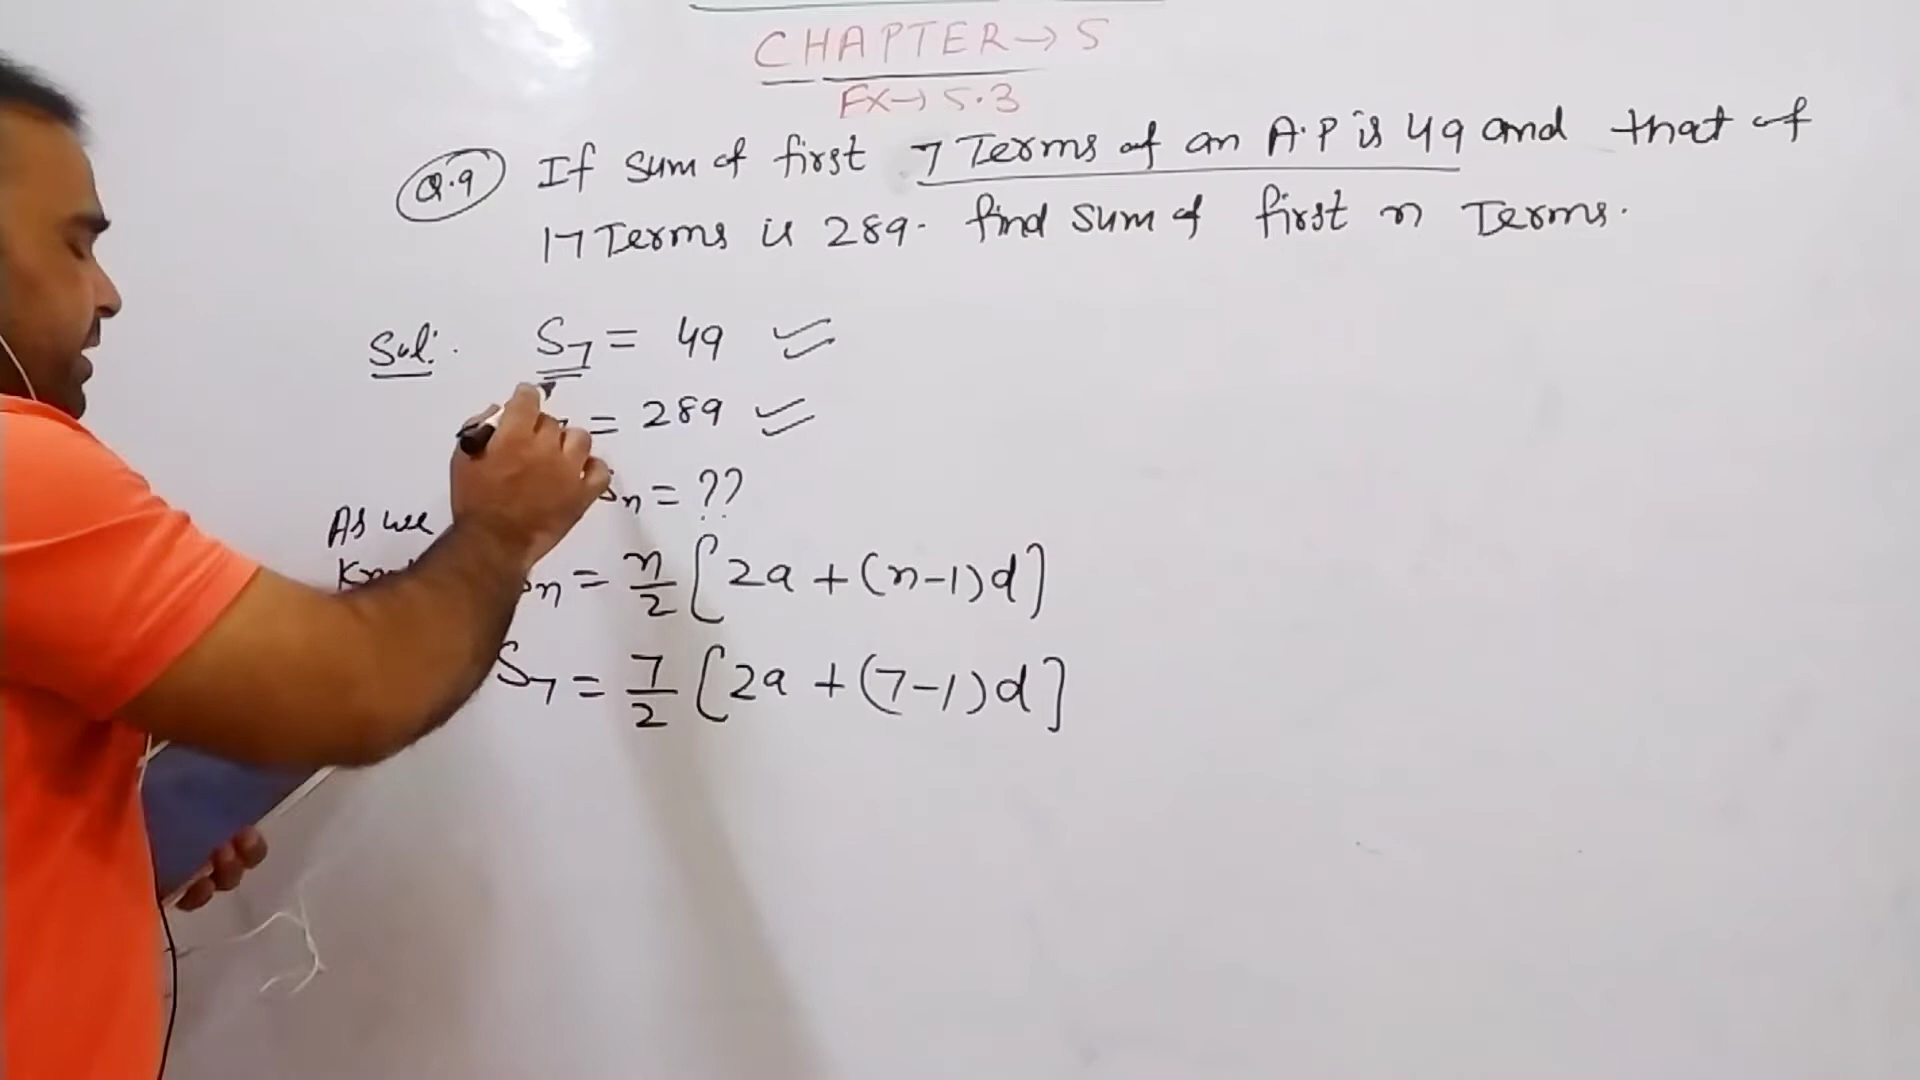 CHAPTER → 5
EX → 5.3
Q.9 If sum of first 7 Terms of an A.P is 49 and that of
17 Terms is 289. find sum of first n Terms.
Sol: S₇ = 49
= 289
Sn = ??
As we
n = n/2 [2a + (n-1)d]
S₇ = 7/2 [2a + (7-1)d]